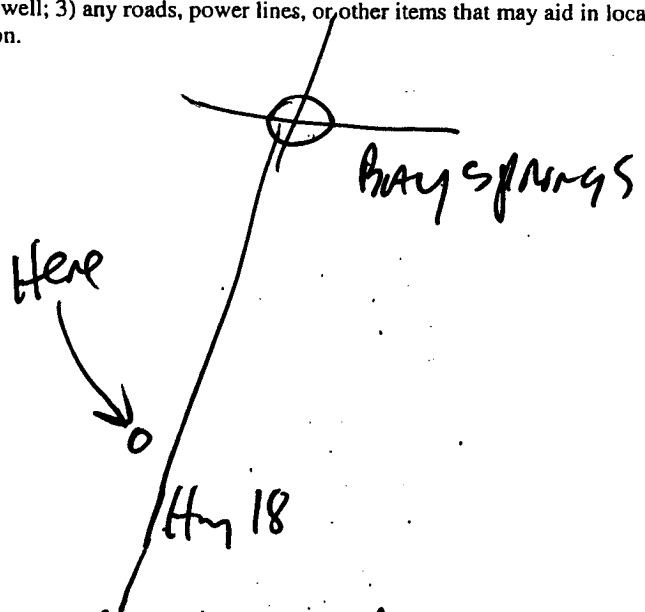 well; 3) any roads, power lines, or other items that may aid in loca
on.
Bay Springs
Here
Hwy 18